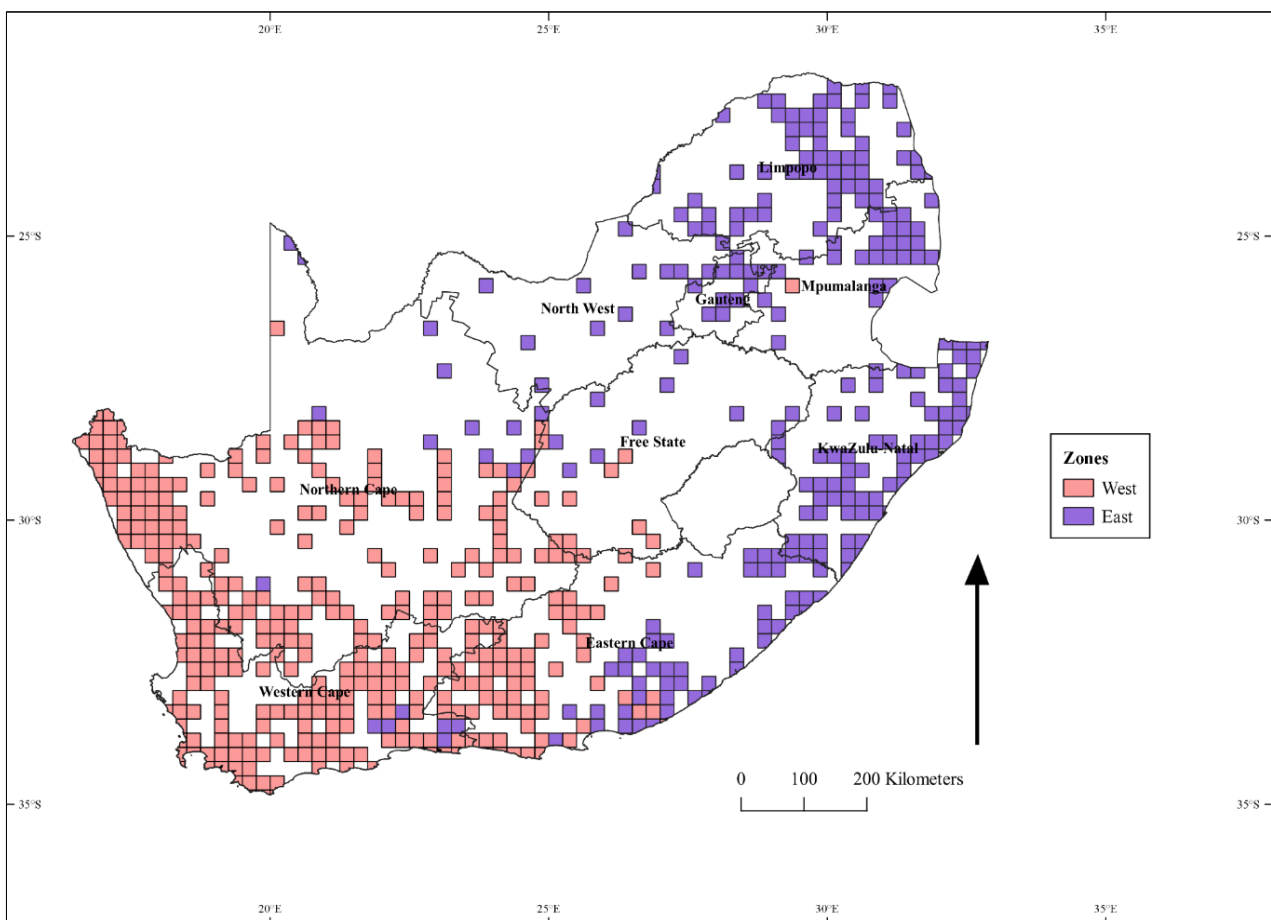 20°E 25°E 30°E 35°E
Limpopo
25°S 25°S
Mpumalanga
Gauteng
North West
Free State
KwaZulu-Natal
Zones
West
East
Northern Cape
30°S 30°S
Eastern Cape
Western Cape
0 100 200 Kilometers
35°S 35°S
20°E 25°E 30°E 35°E